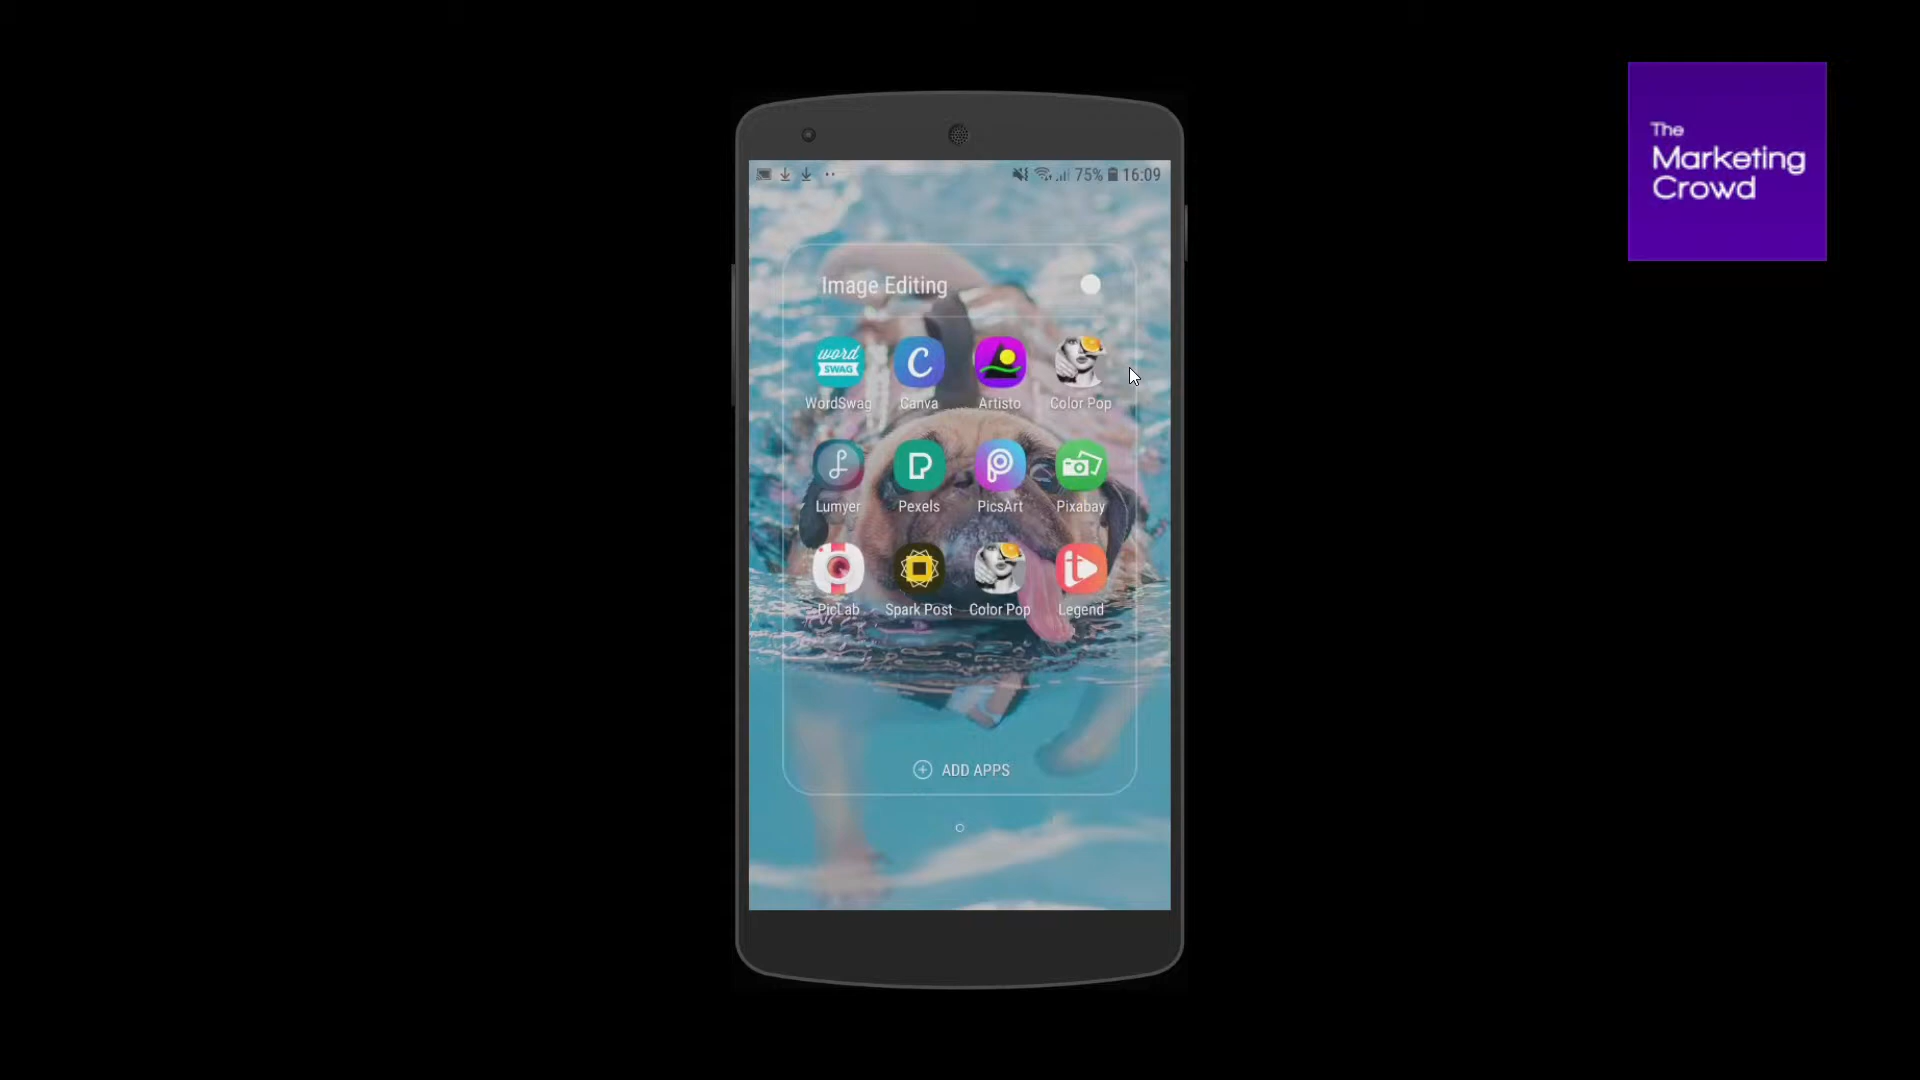 The
Marketing
Crowd
75% 16:09
Image Editing
word
SWAG
C
WordSwag
Canva
Artisto
Color Pop
Lumyer
Pexels
PicsArt
Pixabay
PicLab
Spark Post
Color Pop
Legend
ADD APPS